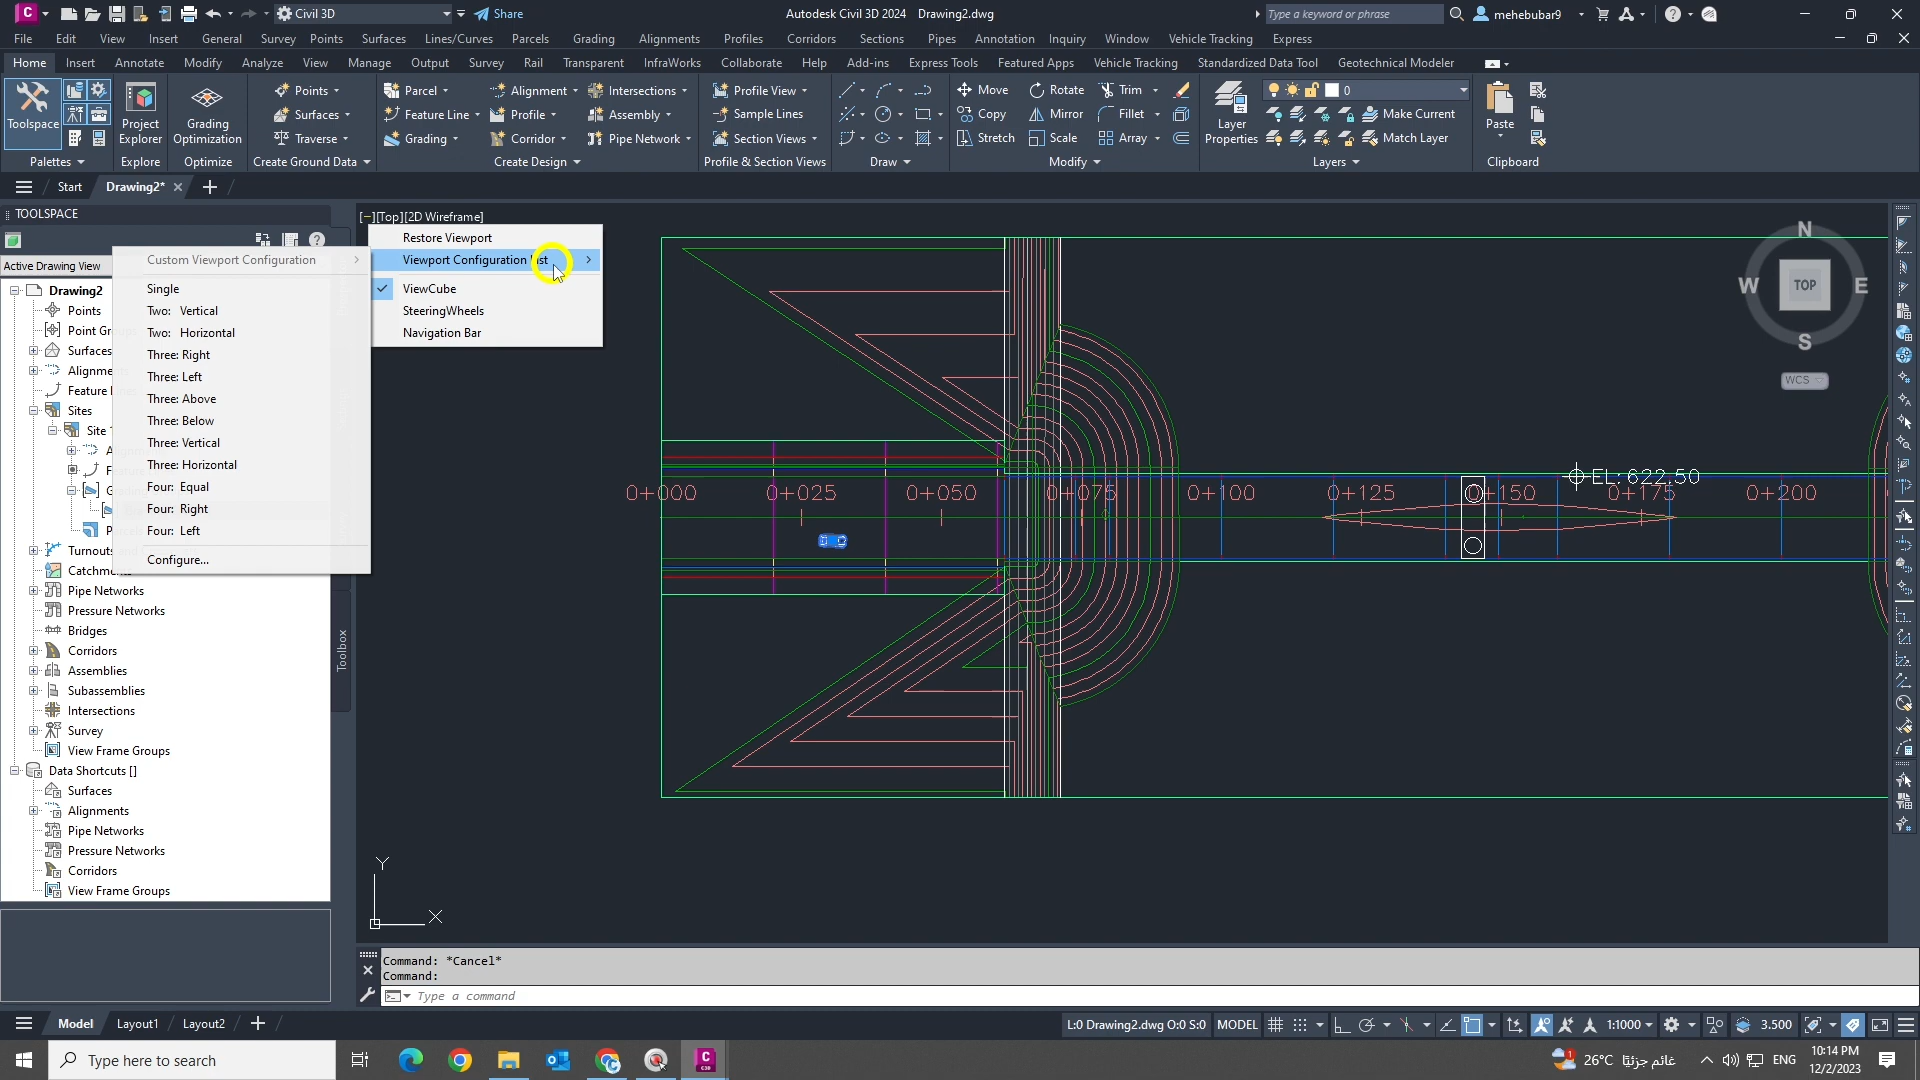 Civil 3D
Share
Autodesk Civil 3D 2024 Drawing2.dwg
Type a keyword or phrase
mehebubar9
File Edit View Insert General Survey Points Surfaces Lines/Curves Parcels Grading Alignments Profiles Corridors Sections Pipes Annotation Inquiry Window Vehicle Tracking Express
Home Insert Annotate Modify Analyze View Manage Output Survey Rail Transparent InfraWorks Collaborate Help Add-ins Express Tools Featured Apps Vehicle Tracking Standardized Data Tool Geotechnical Modeler
Points Parcel Alignment Intersections Profile View Move Rotate Trim 0
Toolspace Project Explorer Grading Optimization Surfaces Feature Line Profile Assembly Sample Lines Copy Mirror Fillet Layer Properties Make Current Paste
Traverse Grading Corridor Pipe Network Section Views Stretch Scale Array Match Layer
Palettes Explore Optimize Create Ground Data Create Design Profile & Section Views Draw Modify Layers Clipboard
Start Drawing2*
TOOLSPACE
[−][Top][2D Wireframe]
Active Drawing View
Restore Viewport
Viewport Configuration
ViewCube
SteeringWheels
Navigation Bar
Custom Viewport Configuration
Single
Two: Vertical
Two: Horizontal
Three: Right
Three: Left
Three: Above
Three: Below
Three: Vertical
Three: Horizontal
Four: Equal
Four: Right
Four: Left
Configure...
Drawing2
Points
Point
Surfaces
Sites
Site
Pressure Networks
Pipe Networks
Bridges
Corridors
Assemblies
Subassemblies
Intersections
Survey
View Frame Groups
Data Shortcuts []
Surfaces
Alignments
Pipe Networks
Pressure Networks
Corridors
View Frame Groups
Toolbox
N
W TOP E
S
WCS
EL: 622.50
0+000 0+025 0+050 0+075 0+100 0+125 0+150 0+175 0+200
Y
X
Command: *Cancel*
Command:
Type a command
Model Layout1 Layout2
L:0 Drawing2.dwg O:0 S:0 MODEL 1:1000 3.500
Type here to search
26°C غائم جزئيًا
ENG
10:14 PM
12/2/2023